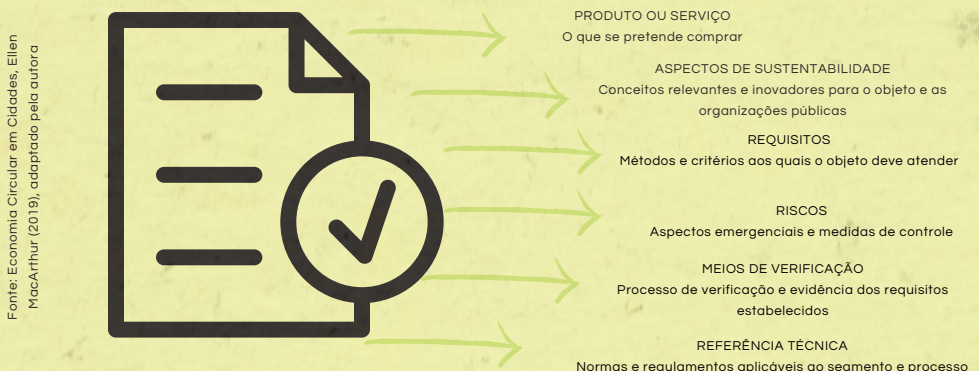 Fonte: Economia Circular em Cidades, Ellen
MacArthur (2019), adaptado pela autora
PRODUTO OU SERVIÇO
O que se pretende comprar
ASPECTOS DE SUSTENTABILIDADE
Conceitos relevantes e inovadores para o objeto e as
organizações públicas
REQUISITOS
Métodos e critérios aos quais o objeto deve atender
RISCOS
Aspectos emergenciais e medidas de controle
MEIOS DE VERIFICAÇÃO
Processo de verificação e evidência dos requisitos
estabelecidos
REFERÊNCIA TÉCNICA
Normas e regulamentos aplicáveis ao segmento e processo